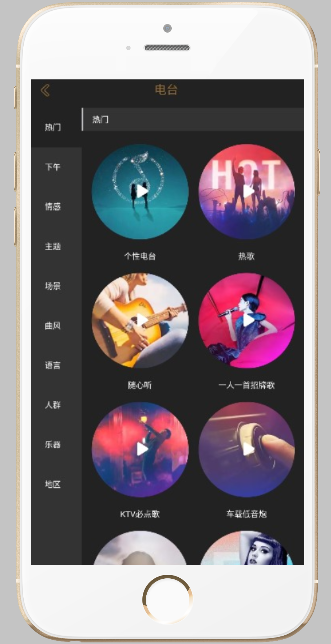 电台
热门
热门
下午
情感
主题
场景
曲风
语言
人群
乐器
地区
HOT
个性电台
热歌
随心听
一人一首招牌歌
KTV必点歌
车载低音炮